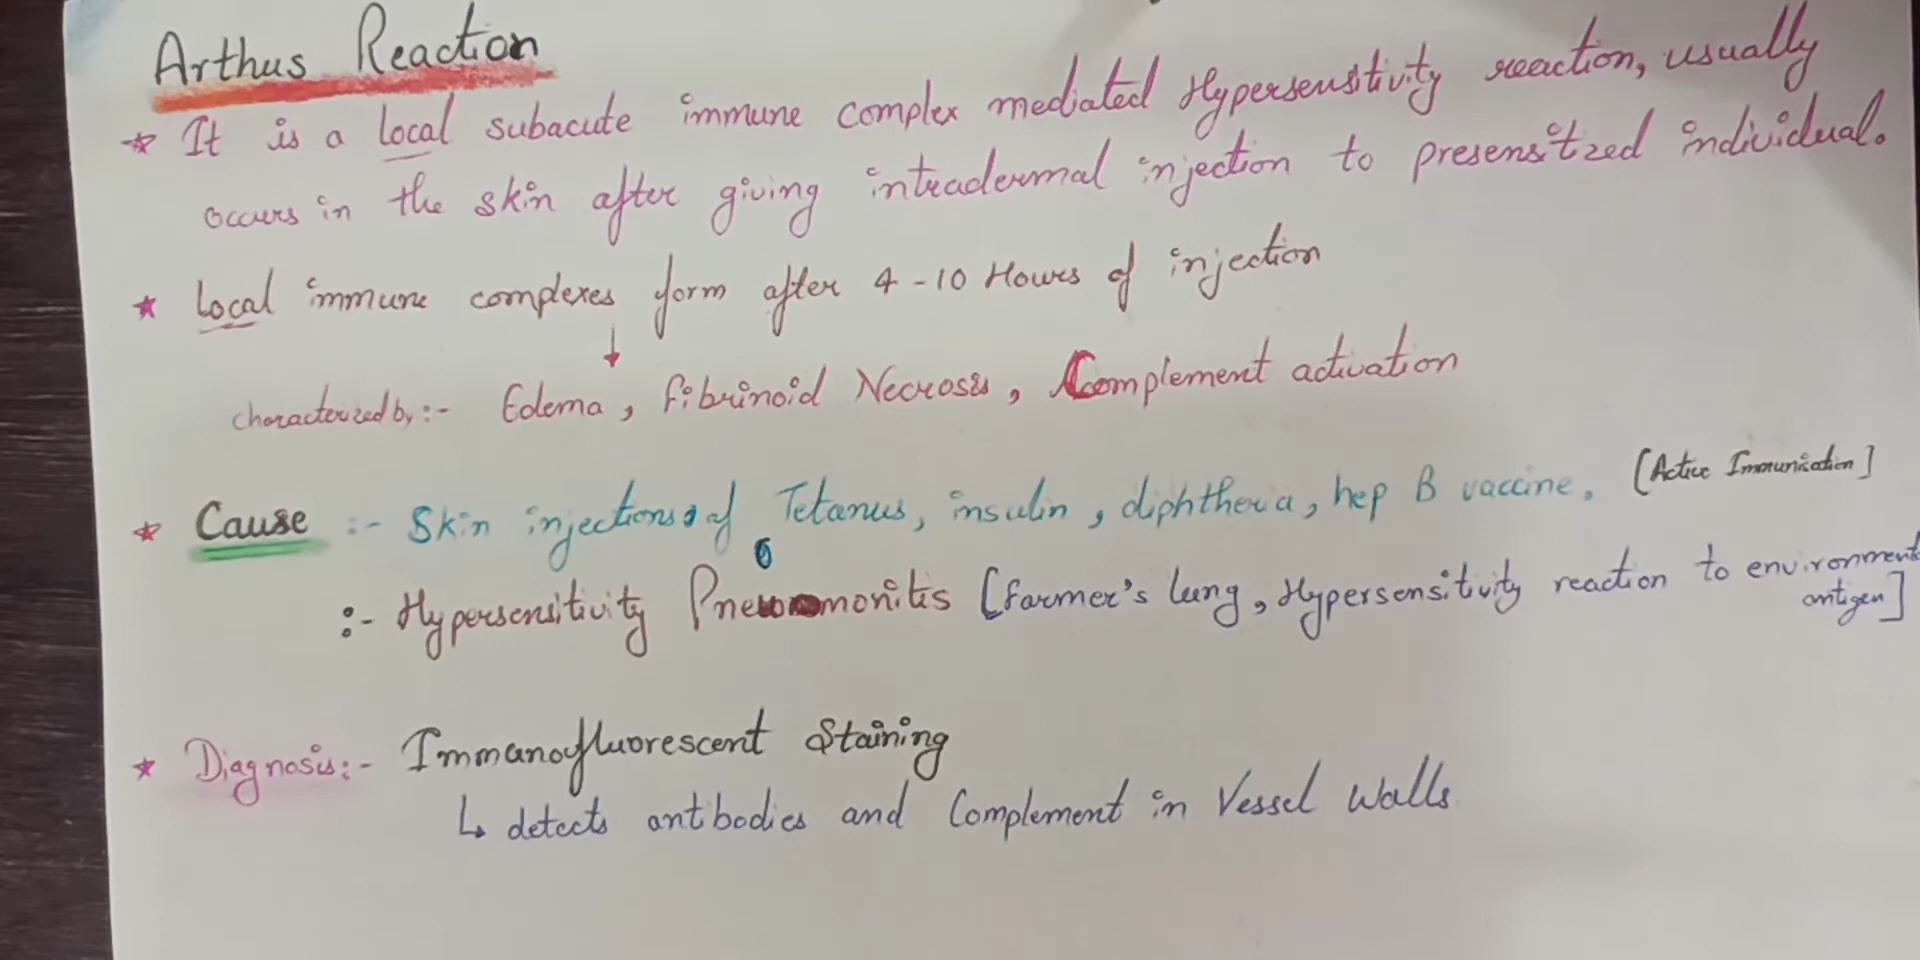 Arthus Reaction
* It is a local subacute immune complex mediated Hypersensitivity reaction, usually
occurs in the skin after giving intradermal injection to presensitized individual.
* Local immune complexes form after 4-10 Hours of injection
↓
characterized by:- Edema, Fibrinoid Necrosis, Complement activation
* Cause :- Skin injections of Tetanus, insulin, diphtheria, hep B vaccine. [Active Immunization]
:- Hypersensitivity Pneumonitis [farmer's lung, Hypersensitivity reaction to environment
antigen]
* Diagnosis:- Immunofluorescent Staining
↳ detects antibodies and Complement in Vessel Walls